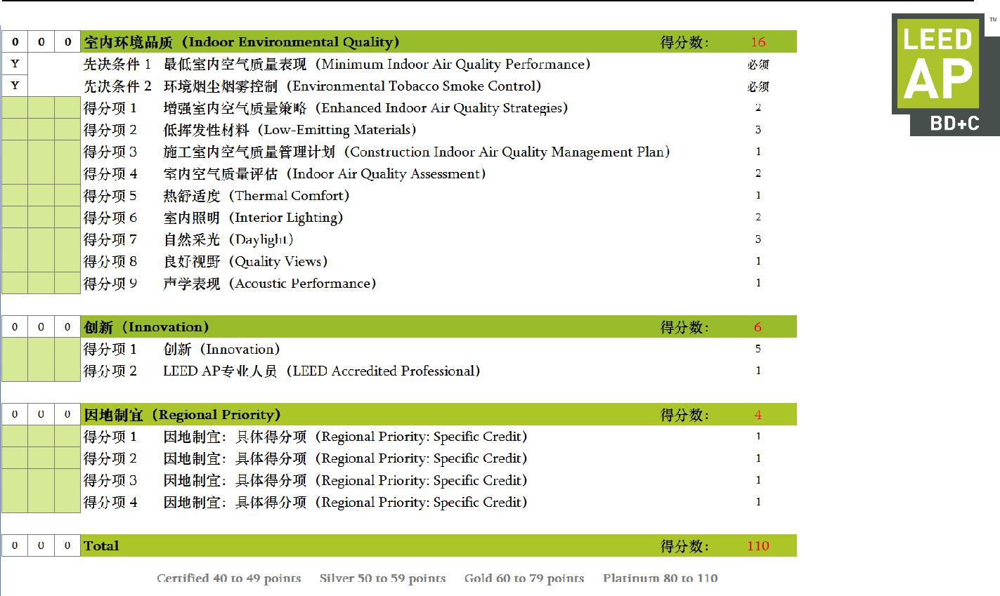 0 0 0 室内环境品质（Indoor Environmental Quality） 得分数： 16
Y 先决条件 1 最低室内空气质量表现（Minimum Indoor Air Quality Performance） 必须
Y 先决条件 2 环境烟尘烟雾控制（Environmental Tobacco Smoke Control） 必须
得分项 1 增强室内空气质量策略（Enhanced Indoor Air Quality Strategies） 2
得分项 2 低挥发性材料（Low-Emitting Materials） 3
得分项 3 施工室内空气质量管理计划（Construction Indoor Air Quality Management Plan） 1
得分项 4 室内空气质量评估（Indoor Air Quality Assessment） 2
得分项 5 热舒适度（Thermal Comfort） 1
得分项 6 室内照明（Interior Lighting） 2
得分项 7 自然采光（Daylight） 3
得分项 8 良好视野（Quality Views） 1
得分项 9 声学表现（Acoustic Performance） 1
0 0 0 创新（Innovation） 得分数： 6
得分项 1 创新（Innovation） 5
得分项 2 LEED AP专业人员（LEED Accredited Professional） 1
0 0 0 因地制宜（Regional Priority） 得分数： 4
得分项 1 因地制宜：具体得分项（Regional Priority: Specific Credit） 1
得分项 2 因地制宜：具体得分项（Regional Priority: Specific Credit） 1
得分项 3 因地制宜：具体得分项（Regional Priority: Specific Credit） 1
得分项 4 因地制宜：具体得分项（Regional Priority: Specific Credit） 1
0 0 0 Total 得分数： 110
Certified 40 to 49 points Silver 50 to 59 points Gold 60 to 79 points Platinum 80 to 110
LEED
AP
BD+C
™